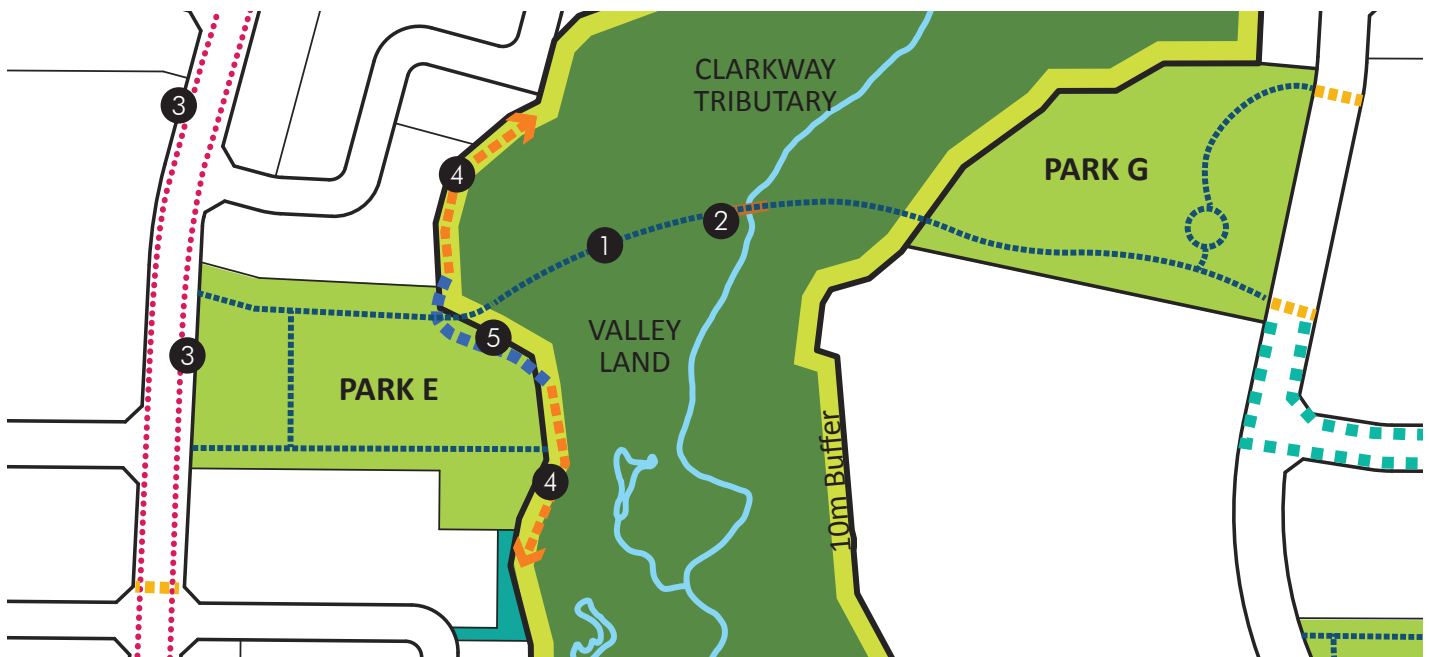 CLARKWAY
TRIBUTARY
3
PARK G
4
2
1
VALLEY
LAND
5
3
PARK E
10m Buffer
4